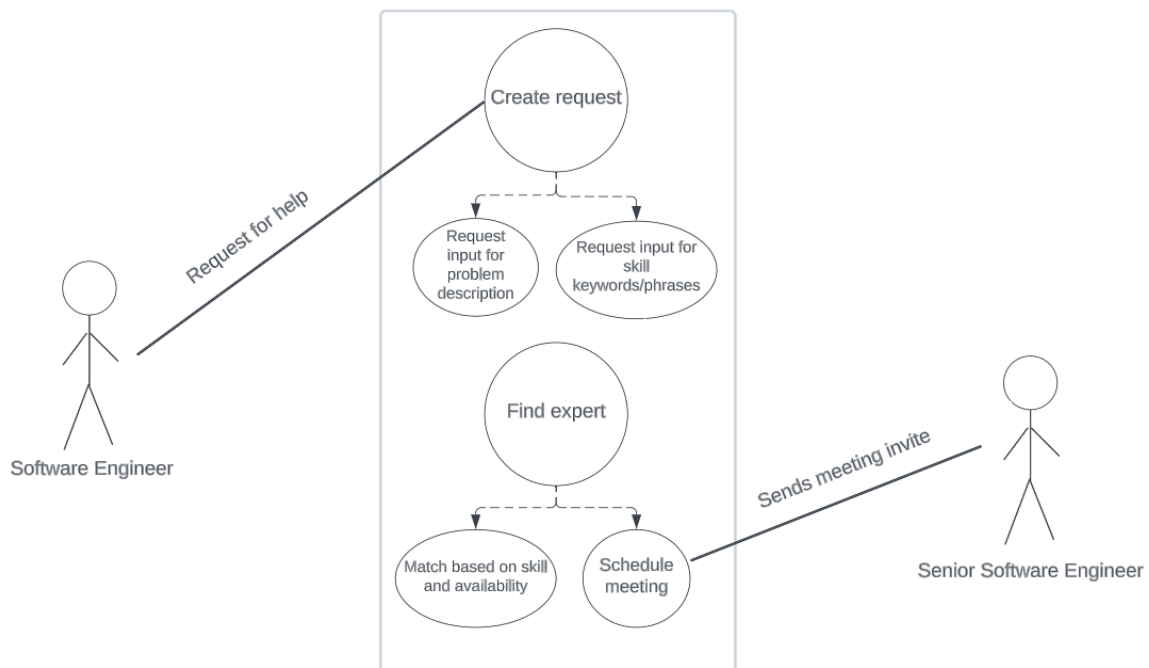 Create request
Request for help
Request
input for
problem
description
Request input for
skill
keywords/phrases
Software Engineer
Find expert
Sends meeting invite
Match based on skill
and availability
Schedule
meeting
Senior Software Engineer